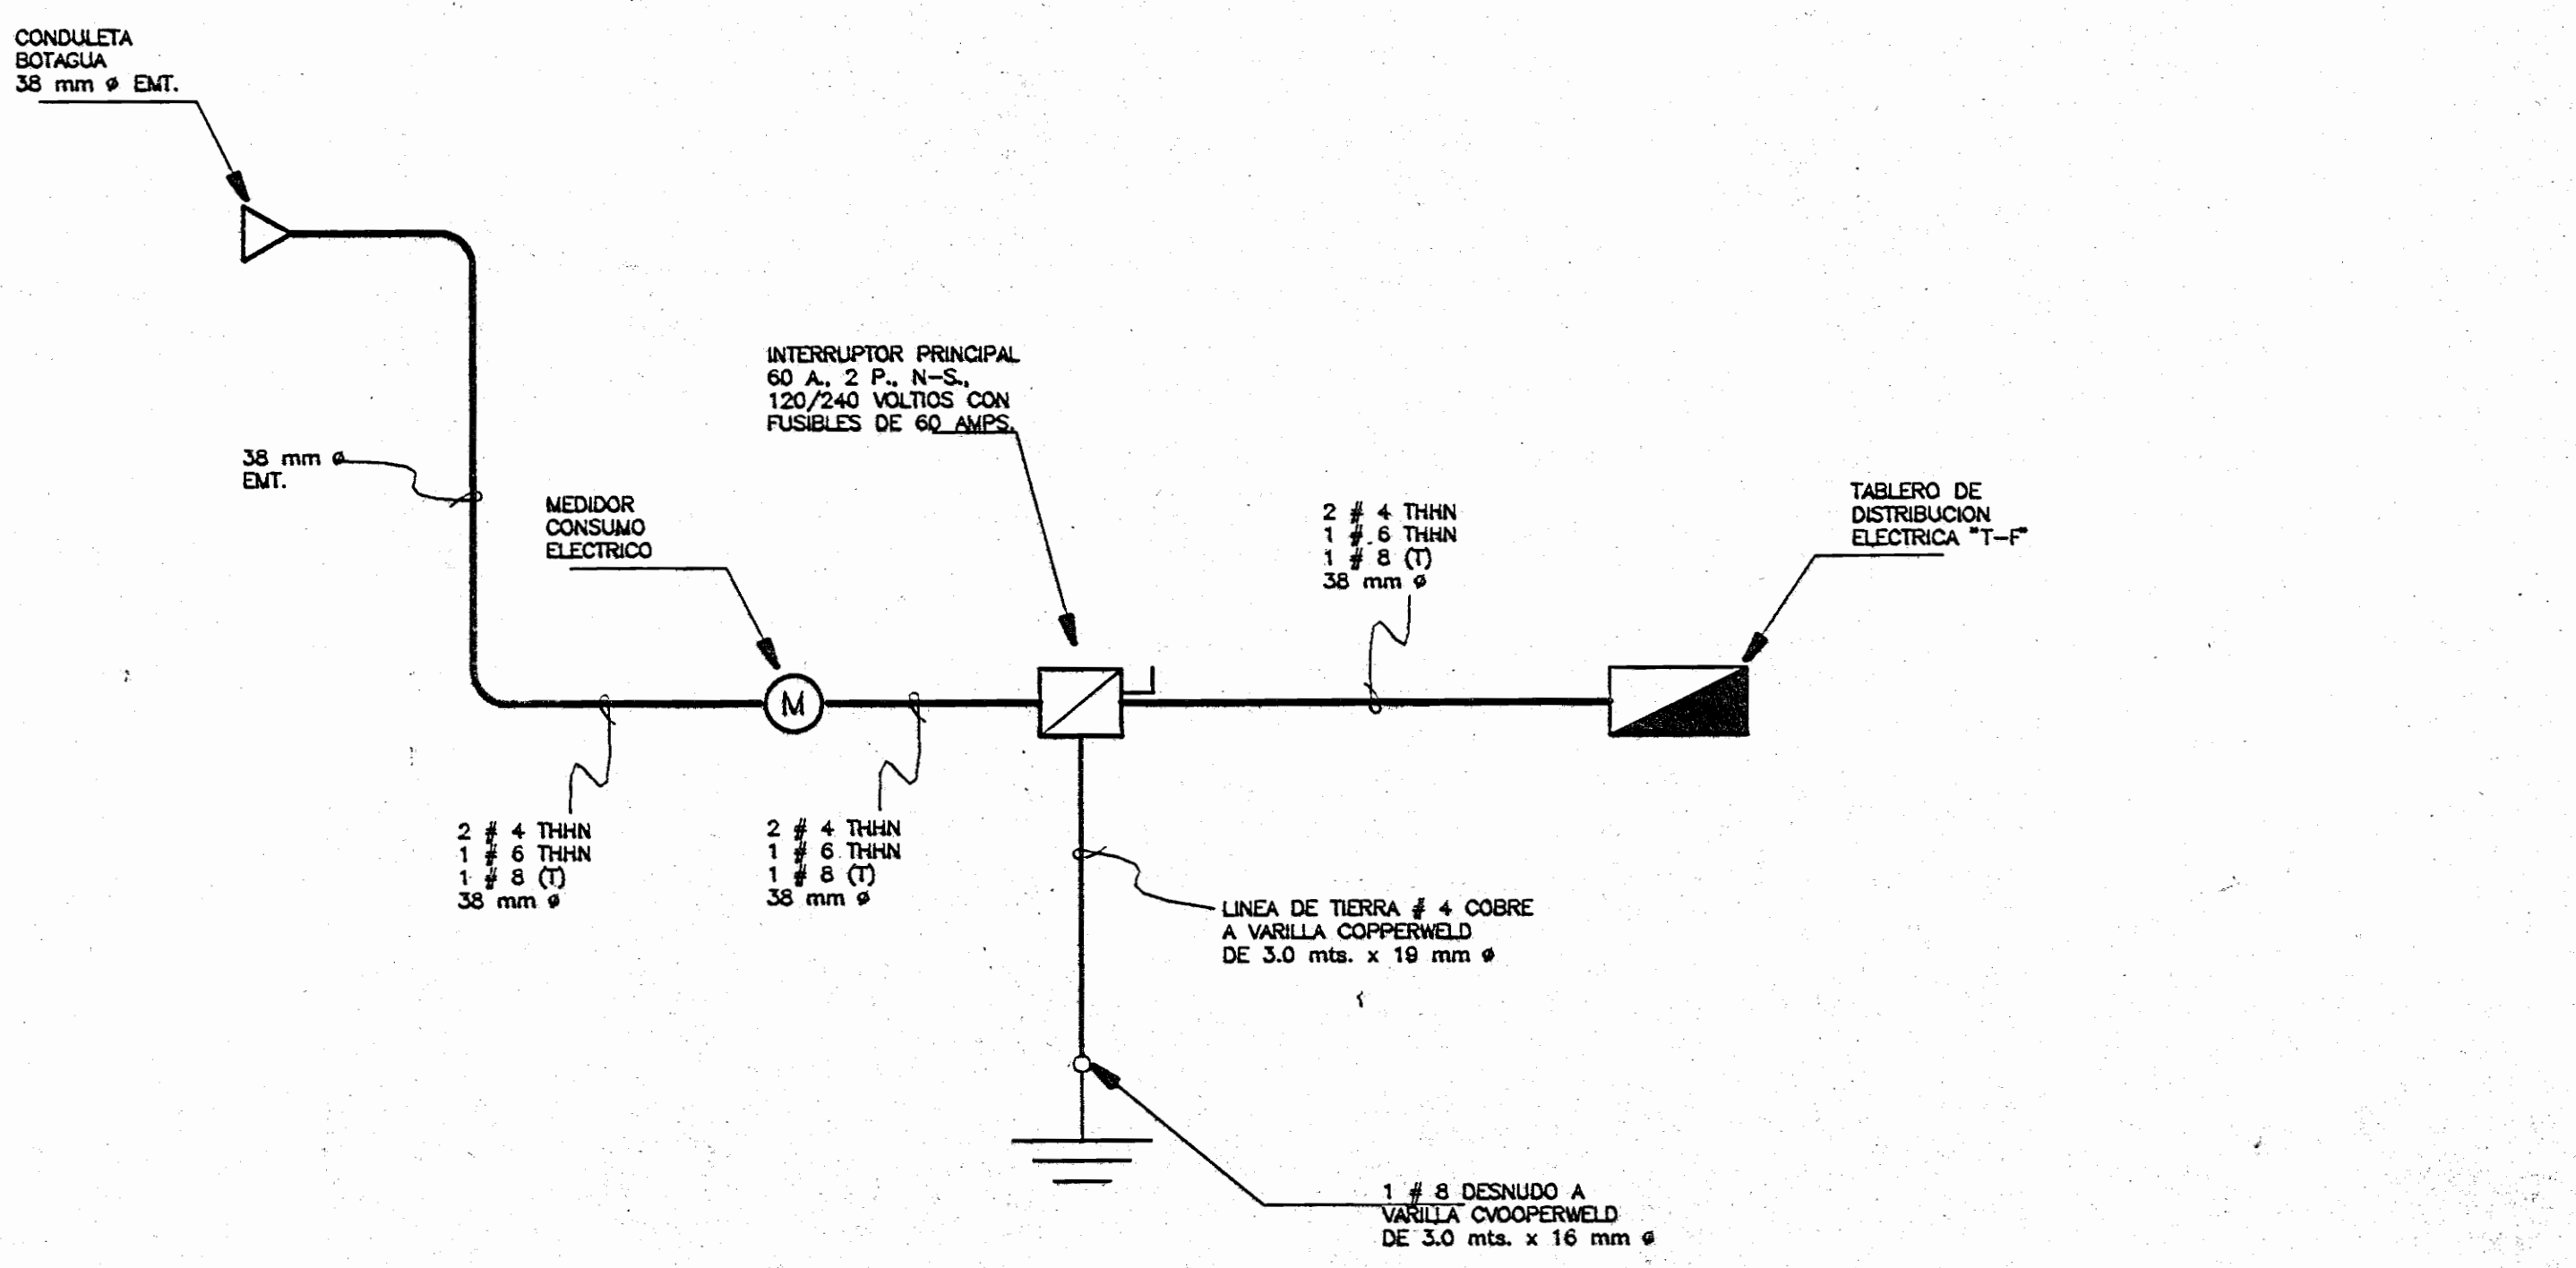 CONDULETA
BOTAGUA
38 mm ø EMT.
INTERRUPTOR PRINCIPAL
60 A., 2 P., N-S.,
120/240 VOLTIOS CON
FUSIBLES DE 60 AMPS.
38 mm ø
EMT.
MEDIDOR
CONSUMO
ELECTRICO
2 # 4 THHN
1 # 6 THHN
1 # 8 (T)
38 mm ø
TABLERO DE
DISTRIBUCION
ELECTRICA "T-F"
M
2 # 4 THHN
1 # 6 THHN
1 # 8 (T)
38 mm ø
2 # 4 THHN
1 # 6 THHN
1 # 8 (T)
38 mm ø
LINEA DE TIERRA # 4 COBRE
A VARILLA COPPERWELD
DE 3.0 mts. x 19 mm ø
1 # 8 DESNUDO A
VARILLA CVOOPERWELD
DE 3.0 mts. x 16 mm ø